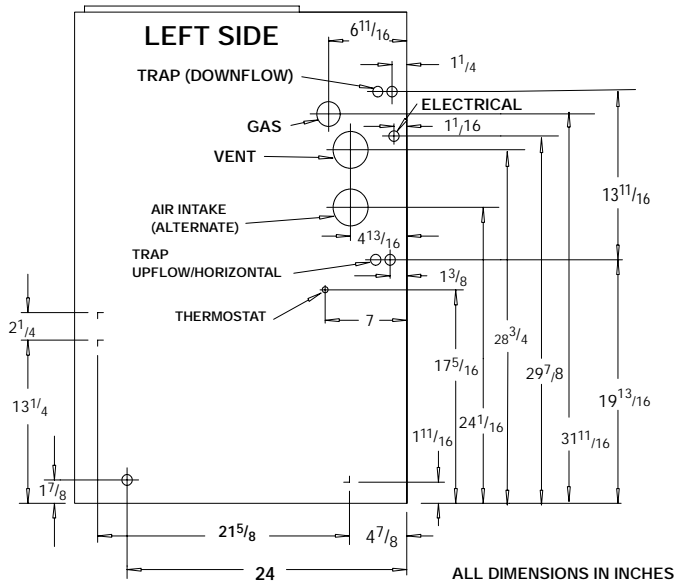 LEFT SIDE
6 11/16
TRAP (DOWNFLOW)
1 1/4
ELECTRICAL
GAS
1 1/16
VENT
13 11/16
AIR INTAKE
(ALTERNATE)
4 13/16
TRAP
UPFLOW/HORIZONTAL
1 3/8
THERMOSTAT
7
2 1/4
28 3/4
17 5/16
29 7/8
13 1/4
19 13/16
24 1/16
1 11/16
31 11/16
1 7/8
21 5/8
4 7/8
24
ALL DIMENSIONS IN INCHES